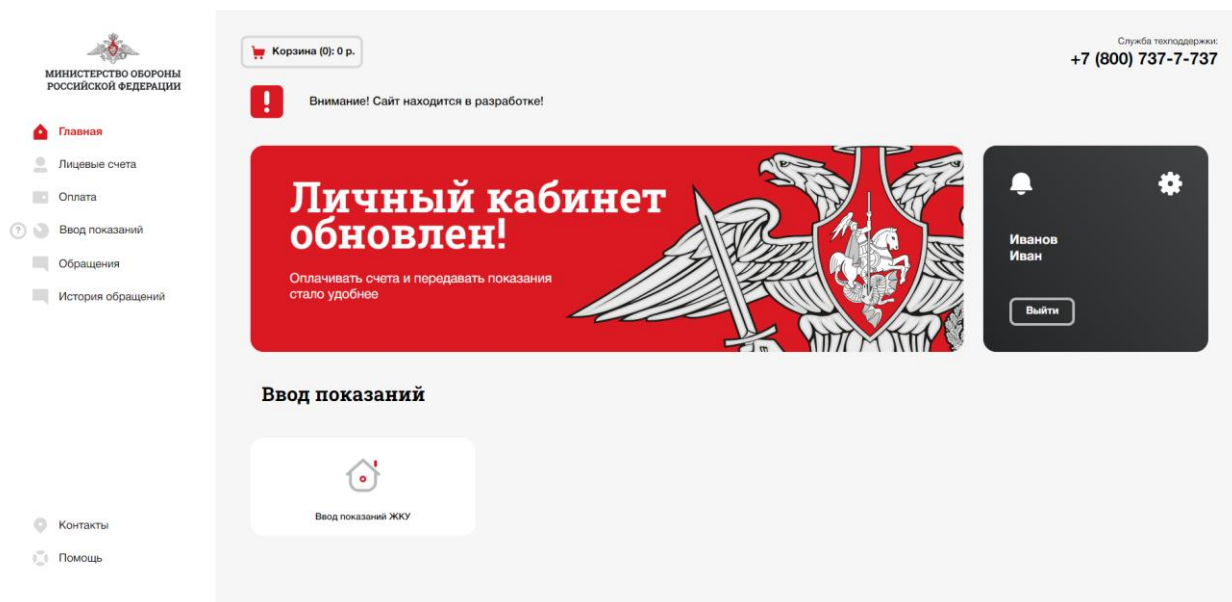 МИНИСТЕРСТВО ОБОРОНЫ
РОССИЙСКОЙ ФЕДЕРАЦИИ
Главная
Лицевые счета
Оплата
? Ввод показаний
Обращения
История обращений
Контакты
Помощь
Корзина (0): 0 р.
Служба техподдержки:
+7 (800) 737-7-737
! Внимание! Сайт находится в разработке!
Личный кабинет
обновлен!
Оплачивать счета и передавать показания
стало удобнее
Иванов
Иван
Выйти
Ввод показаний
Ввод показаний ЖКУ